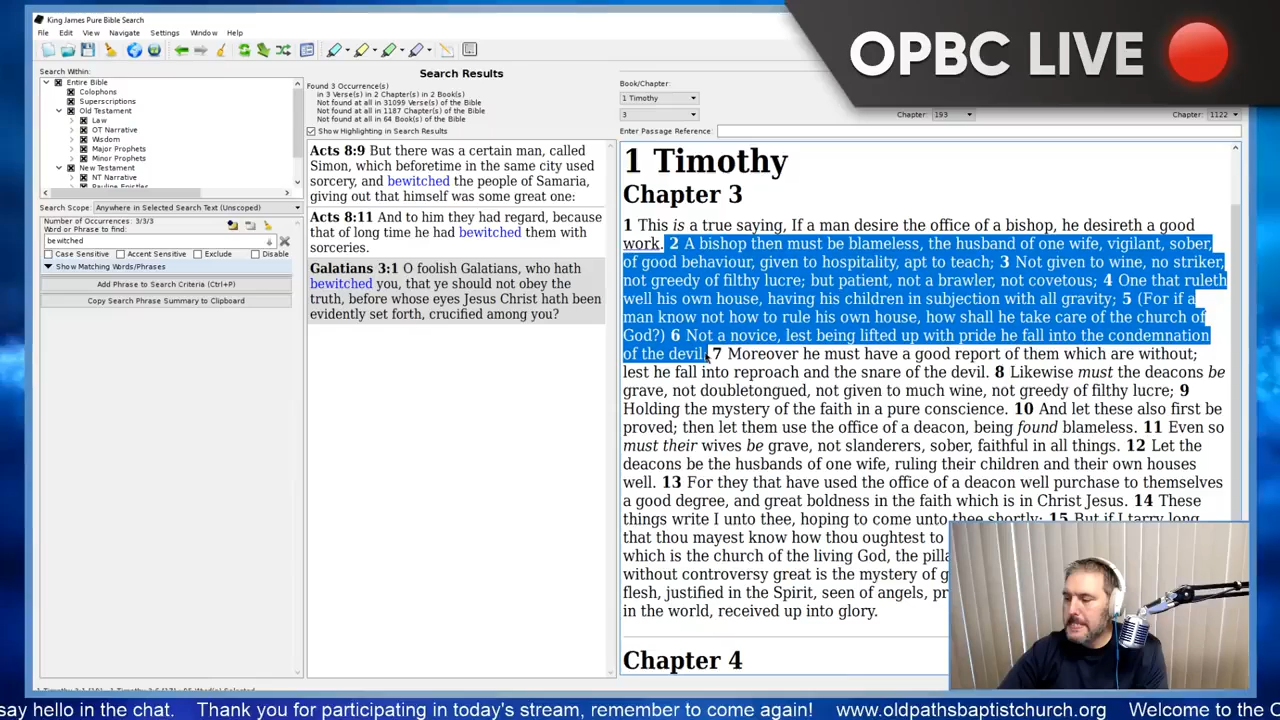 King James Pure Bible Search
File Edit View Navigate Settings Window Help
OPBC LIVE
Search Within:
Entire Bible
Colophons
Superscriptions
Old Testament
Law
OT Narrative
Wisdom
Major Prophets
Minor Prophets
New Testament
NT Narrative
Pauline Epistles
Search Scope: Anywhere in Selected Search Text (Unscoped)
Number of Occurrences: 3/3/3
Word or Phrase to find:
bewitched
Case Sensitive Accent Sensitive Exclude Disable
Show Matching Words/Phrases
Add Phrase to Search Criteria (Ctrl+P)
Copy Search Phrase Summary to Clipboard
Search Results
Found 3 Occurrence(s)
in 3 Verse(s) in 2 Chapter(s) in 2 Book(s)
Not found at all in 31099 Verse(s) of the Bible
Not found at all in 1187 Chapter(s) of the Bible
Not found at all in 64 Book(s) of the Bible
Show Highlighting in Search Results
Acts 8:9 But there was a certain man, called
Simon, which beforetime in the same city used
sorcery, and bewitched the people of Samaria,
giving out that himself was some great one:
Acts 8:11 And to him they had regard, because
that of long time he had bewitched them with
sorceries.
Galatians 3:1 O foolish Galatians, who hath
bewitched you, that ye should not obey the
truth, before whose eyes Jesus Christ hath been
evidently set forth, crucified among you?
Book/Chapter:
1 Timothy
3
Chapter: 193
Chapter: 1122
Enter Passage Reference:
1 Timothy
Chapter 3
1 This is a true saying, If a man desire the office of a bishop, he desireth a good
work. 2 A bishop then must be blameless, the husband of one wife, vigilant, sober,
of good behaviour, given to hospitality, apt to teach; 3 Not given to wine, no striker,
not greedy of filthy lucre; but patient, not a brawler, not covetous; 4 One that ruleth
well his own house, having his children in subjection with all gravity; 5 (For if a
man know not how to rule his own house, how shall he take care of the church of
God?) 6 Not a novice, lest being lifted up with pride he fall into the condemnation
of the devil. 7 Moreover he must have a good report of them which are without;
lest he fall into reproach and the snare of the devil. 8 Likewise must the deacons be
grave, not doubletongued, not given to much wine, not greedy of filthy lucre; 9
Holding the mystery of the faith in a pure conscience. 10 And let these also first be
proved; then let them use the office of a deacon, being found blameless. 11 Even so
must their wives be grave, not slanderers, sober, faithful in all things. 12 Let the
deacons be the husbands of one wife, ruling their children and their own houses
well. 13 For they that have used the office of a deacon well purchase to themselves
a good degree, and great boldness in the faith which is in Christ Jesus. 14 These
things write I unto thee, hoping to come unto thee shortly: 15 But if I tarry long,
that thou mayest know how thou oughtest to
which is the church of the living God, the pilla
without controversy great is the mystery of g
flesh, justified in the Spirit, seen of angels, pr
in the world, received up into glory.
Chapter 4
say hello in the chat. Thank you for participating in today's stream, remember to come again! www.oldpathsbaptistchurch.org Welcome to the O